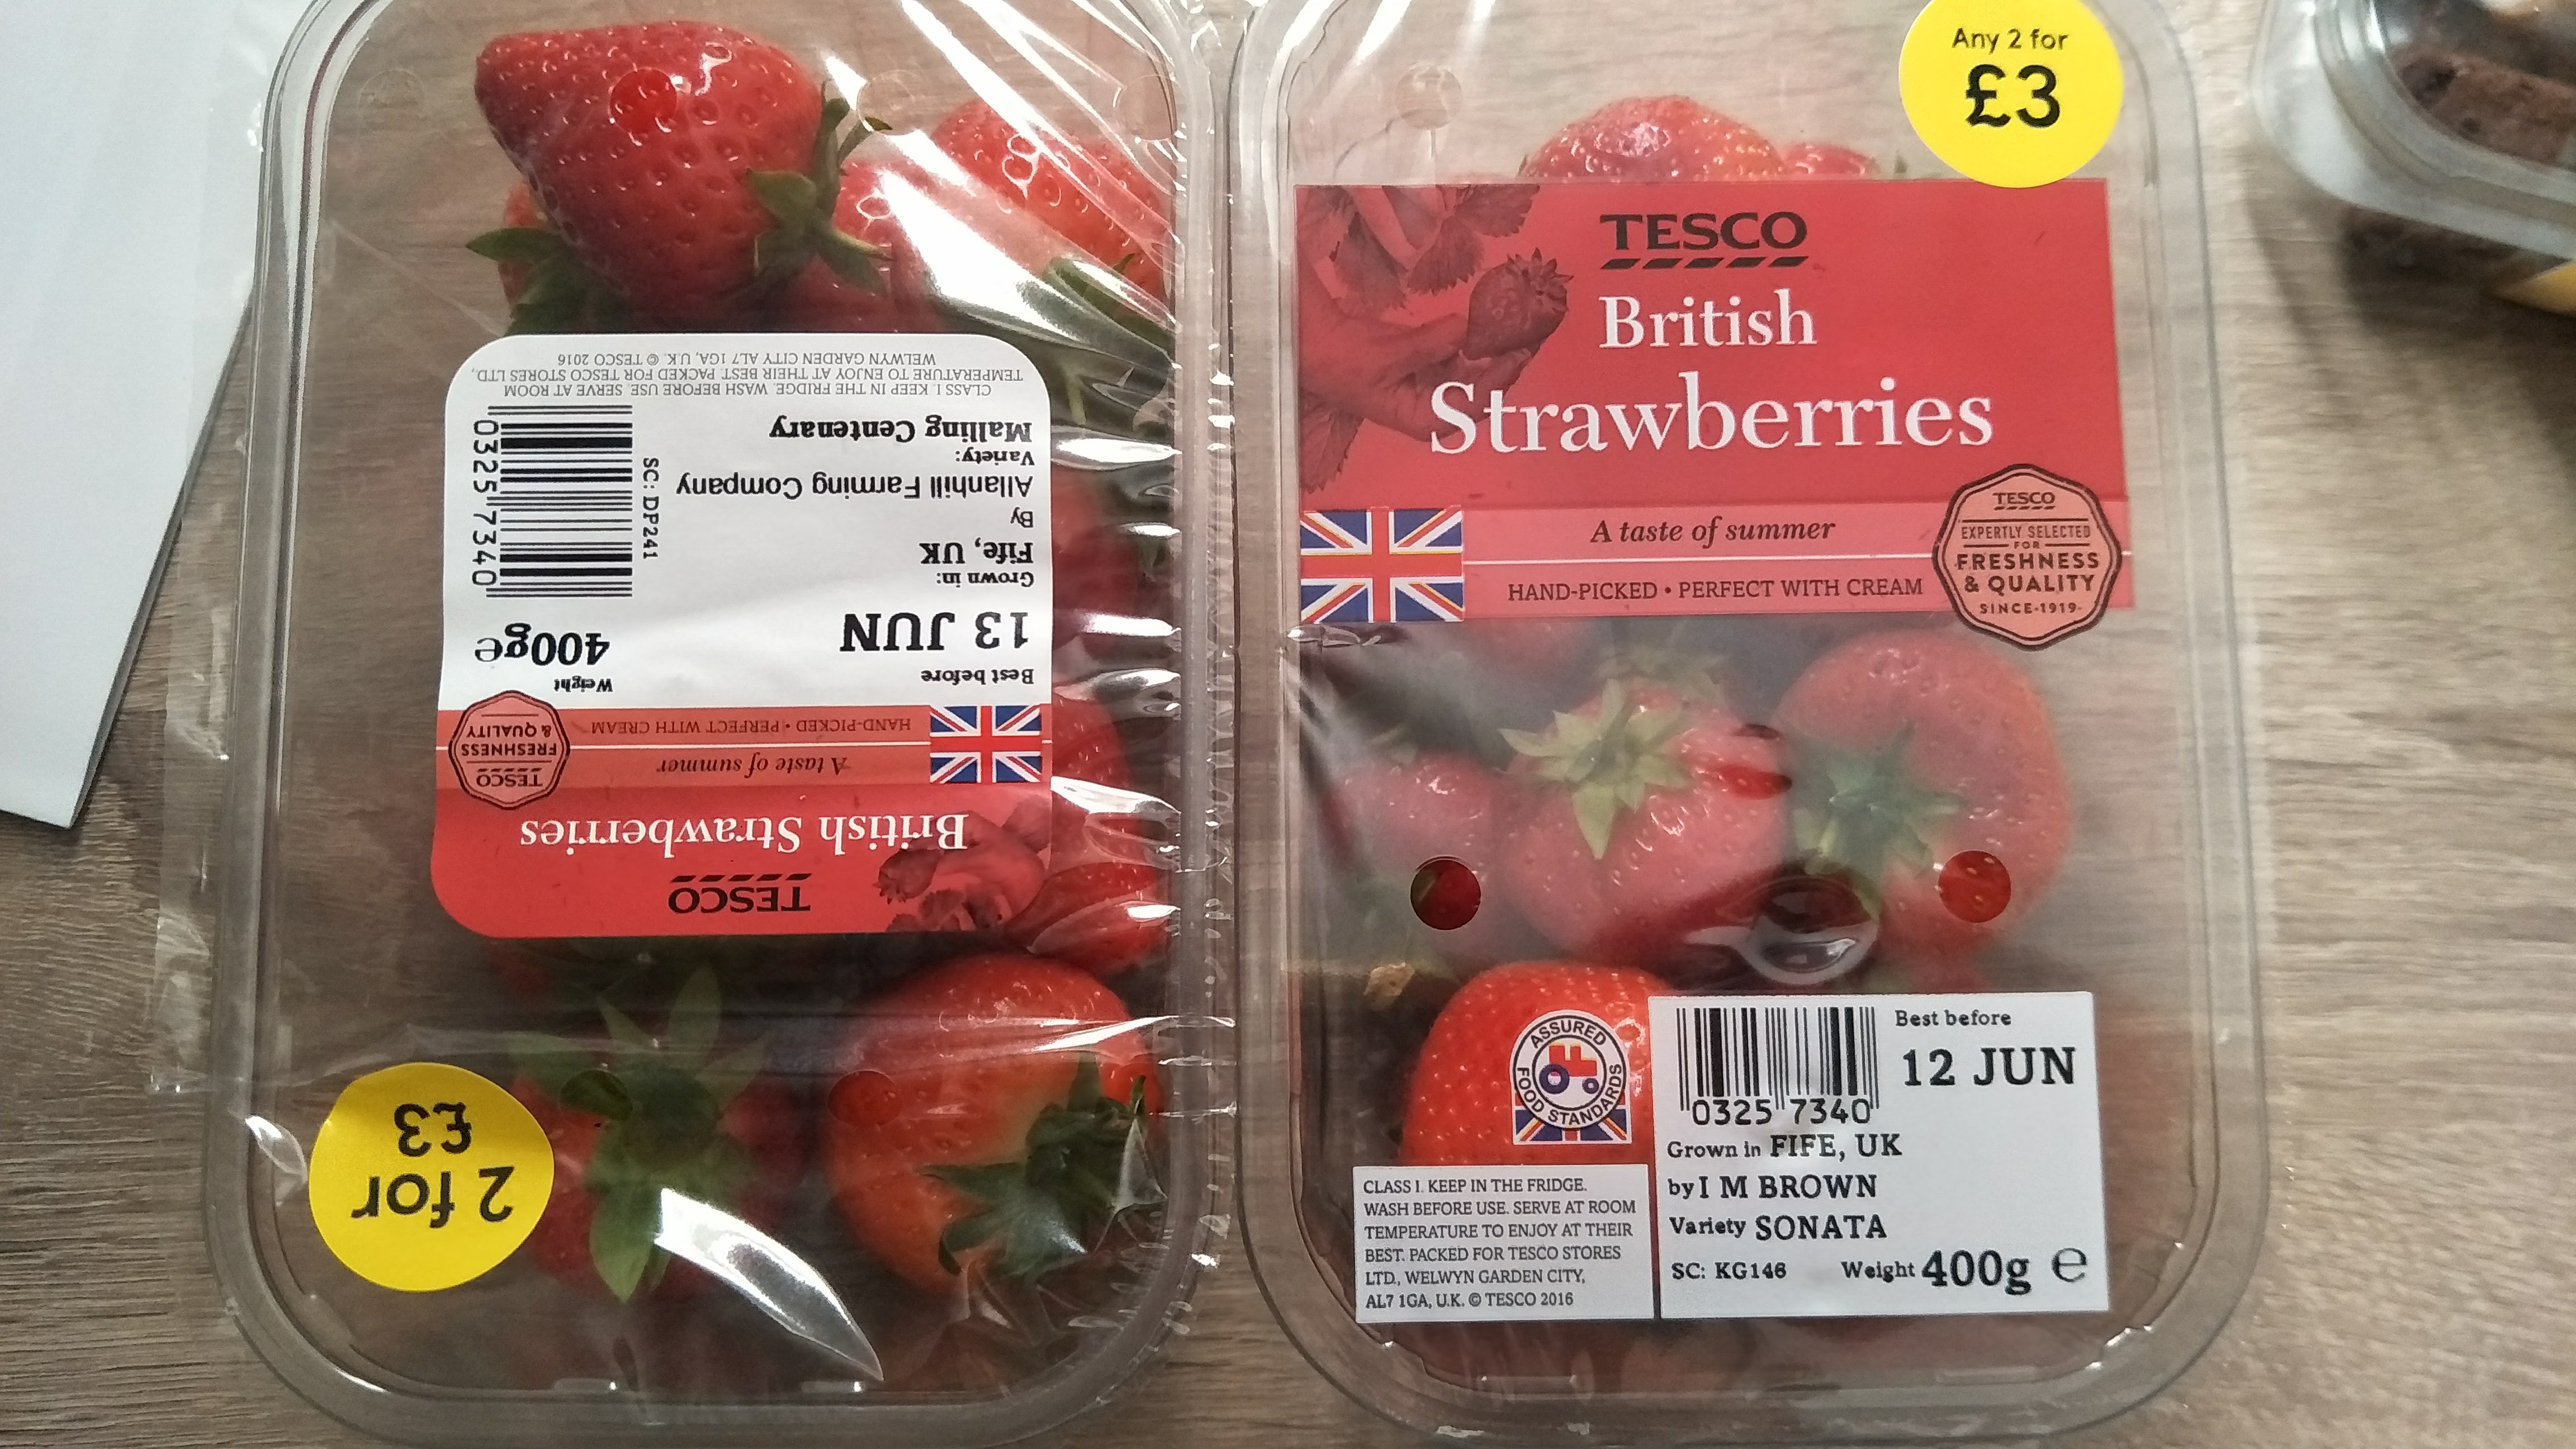 TESCO
British Strawberries
A taste of summer
HAND-PICKED • PERFECT WITH CREAM
TESCO
FRESHNESS
& QUALITY
Best before
13 JUN
Weight
400g℮
Grown in:
Fife, UK
By
Allanhill Farming Company
Variety:
Malling Centenary
SC: DP241
0325 7340
CLASS I. KEEP IN THE FRIDGE. WASH BEFORE USE. SERVE AT ROOM
TEMPERATURE TO ENJOY AT THEIR BEST. PACKED FOR TESCO STORES LTD.,
WELWYN GARDEN CITY AL7 1GA, U.K. © TESCO 2016
2 for
£3
Any 2 for
£3
TESCO
British
Strawberries
A taste of summer
HAND-PICKED • PERFECT WITH CREAM
TESCO
EXPERTLY SELECTED
FOR
FRESHNESS
& QUALITY
SINCE·1919
ASSURED
FOOD STANDARDS
0325 7340
Best before
12 JUN
Grown in FIFE, UK
by I M BROWN
Variety SONATA
SC: KG146
Weight 400g ℮
CLASS I. KEEP IN THE FRIDGE.
WASH BEFORE USE. SERVE AT ROOM
TEMPERATURE TO ENJOY AT THEIR
BEST. PACKED FOR TESCO STORES
LTD., WELWYN GARDEN CITY,
AL7 1GA, U.K. © TESCO 2016